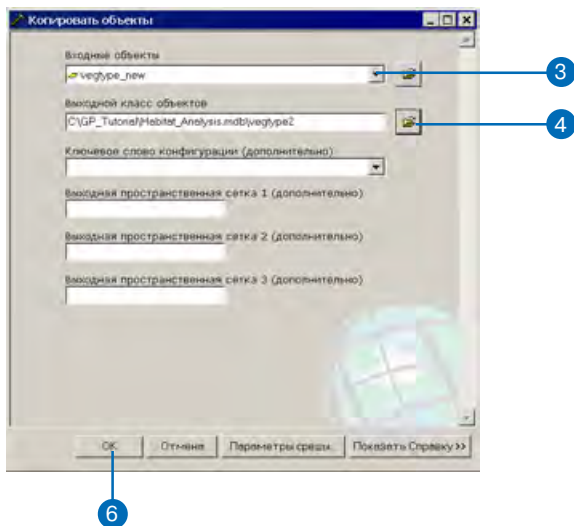 Копировать объекты
Входные объекты
vegtype_new
3
Выходной класс объектов
C:\GP_Tutorial\Habitat_Analysis.mdb\vegtype2
4
Ключевое слово конфигурации (дополнительно)
Выходная пространственная сетка 1 (дополнительно)
Выходная пространственная сетка 2 (дополнительно)
Выходная пространственная сетка 3 (дополнительно)
OK Отмена Параметры среды... Показать Справку >>
6